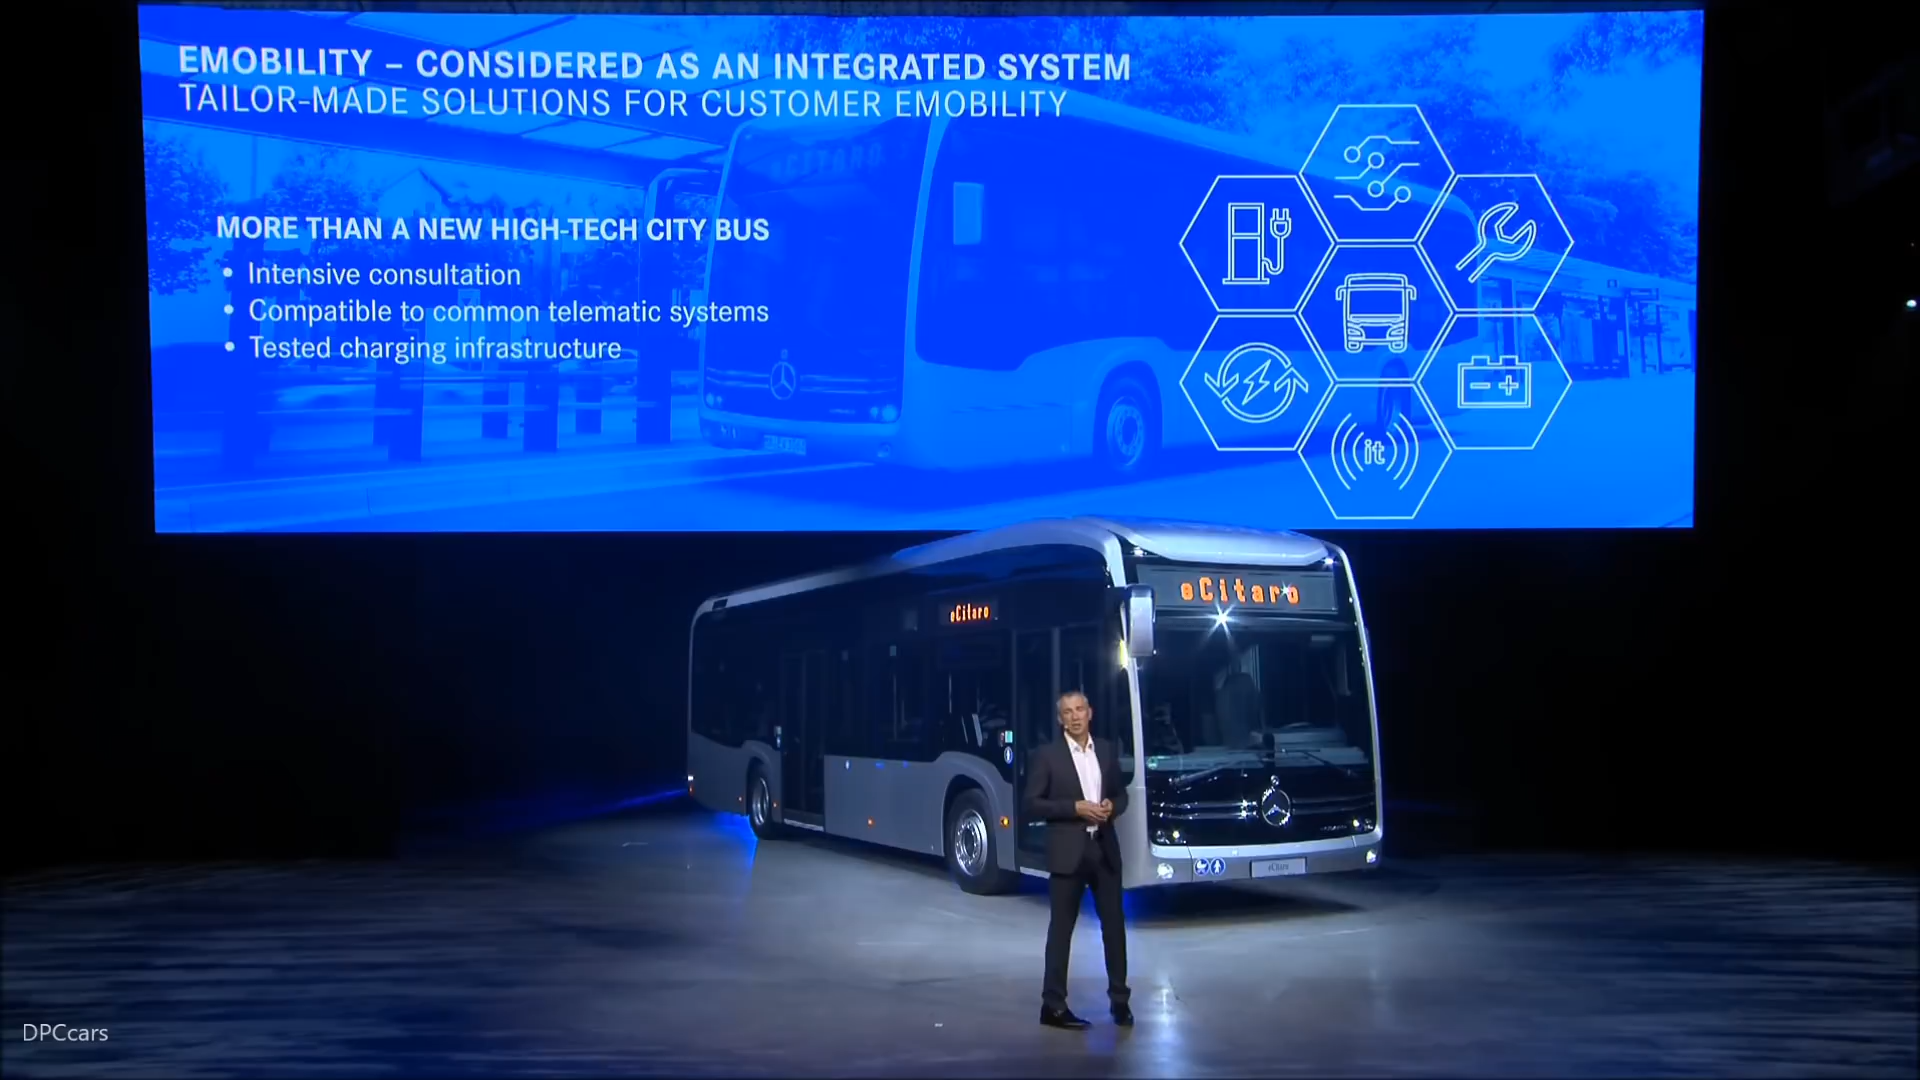 EMOBILITY – CONSIDERED AS AN INTEGRATED SYSTEM
TAILOR-MADE SOLUTIONS FOR CUSTOMER EMOBILITY
MORE THAN A NEW HIGH-TECH CITY BUS
• Intensive consultation
• Compatible to common telematic systems
• Tested charging infrastructure
it
eCitaro
eCitaro
eCitaro
DPCcars